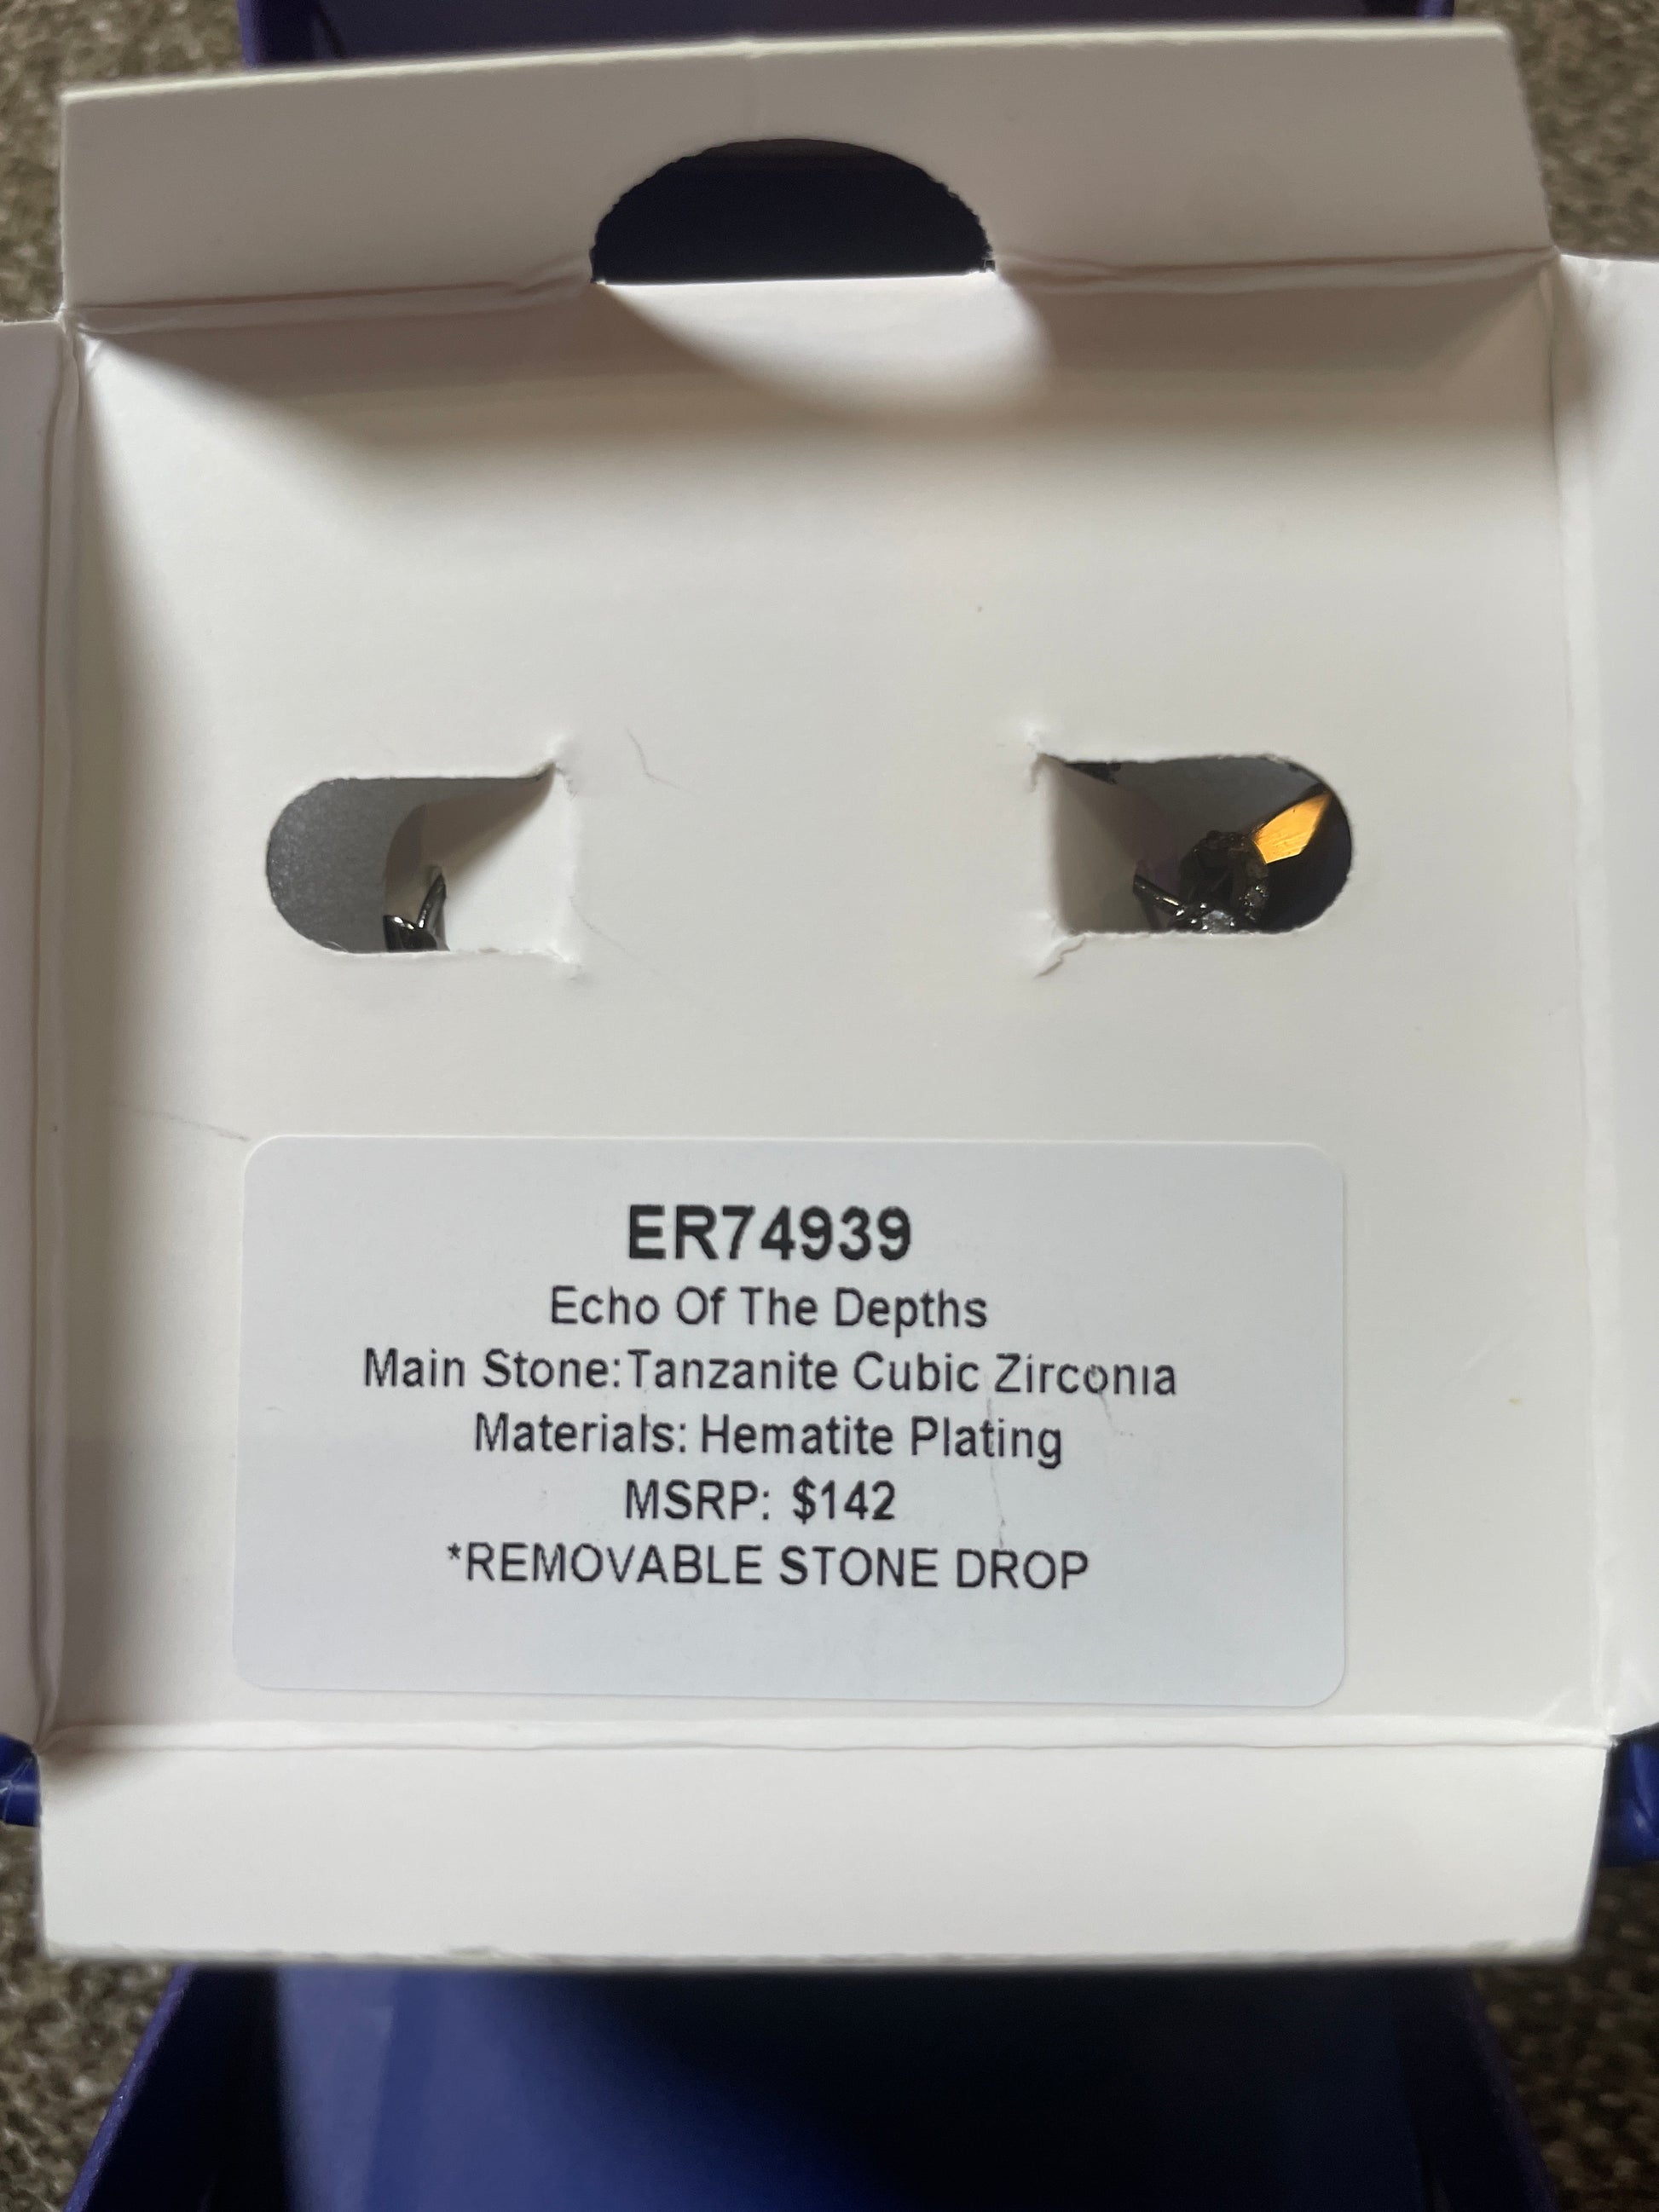 ER74939
Echo Of The Depths
Main Stone:Tanzanite Cubic Zirconia
Materials: Hematite Plating
MSRP: $142
*REMOVABLE STONE DROP